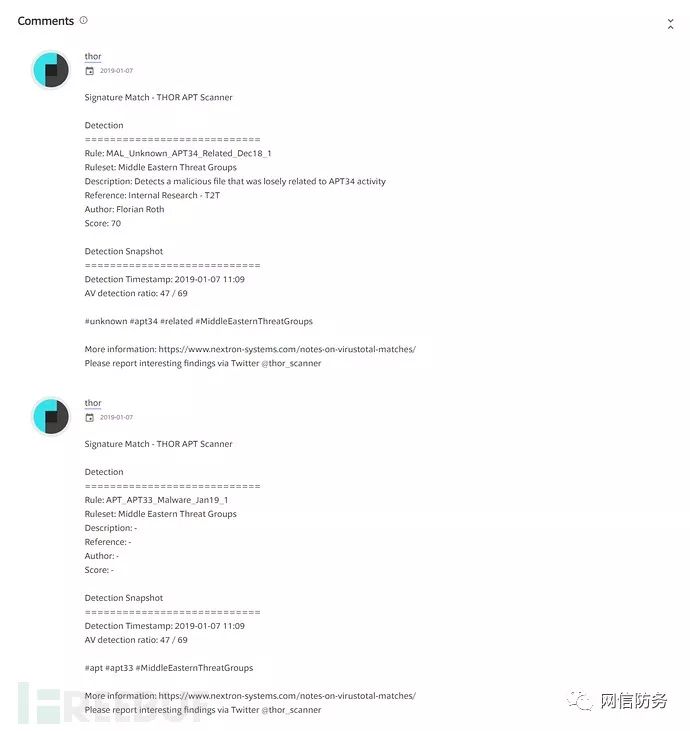 Comments
thor
2019-01-07
Signature Match - THOR APT Scanner
Detection
============================
Rule: MAL_Unknown_APT34_Related_Dec18_1
Ruleset: Middle Eastern Threat Groups
Description: Detects a malicious file that was losely related to APT34 activity
Reference: Internal Research - T2T
Author: Florian Roth
Score: 70
Detection Snapshot
============================
Detection Timestamp: 2019-01-07 11:09
AV detection ratio: 47 / 69
#unknown #apt34 #related #MiddleEasternThreatGroups
More information: https://www.nextron-systems.com/notes-on-virustotal-matches/
Please report interesting findings via Twitter @thor_scanner
thor
2019-01-07
Signature Match - THOR APT Scanner
Detection
============================
Rule: APT_APT33_Malware_Jan19_1
Ruleset: Middle Eastern Threat Groups
Description: -
Reference: -
Author: -
Score: -
Detection Snapshot
============================
Detection Timestamp: 2019-01-07 11:09
AV detection ratio: 47 / 69
#apt #apt33 #MiddleEasternThreatGroups
More information: https://www.nextron-systems.com/notes-on-virustotal-matches/
Please report interesting findings via Twitter @thor_scanner
网信防务